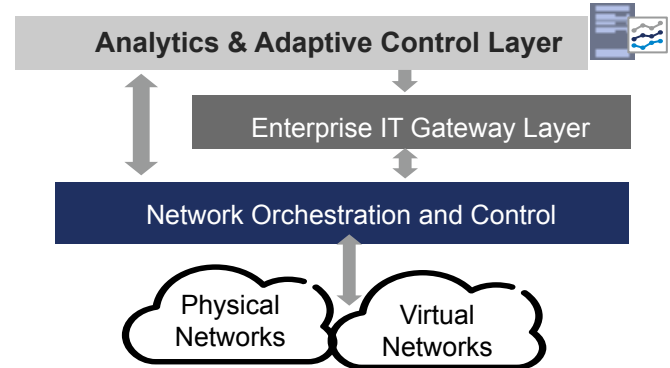 Analytics & Adaptive Control Layer
Enterprise IT Gateway Layer
Network Orchestration and Control
Physical
Networks
Virtual
Networks